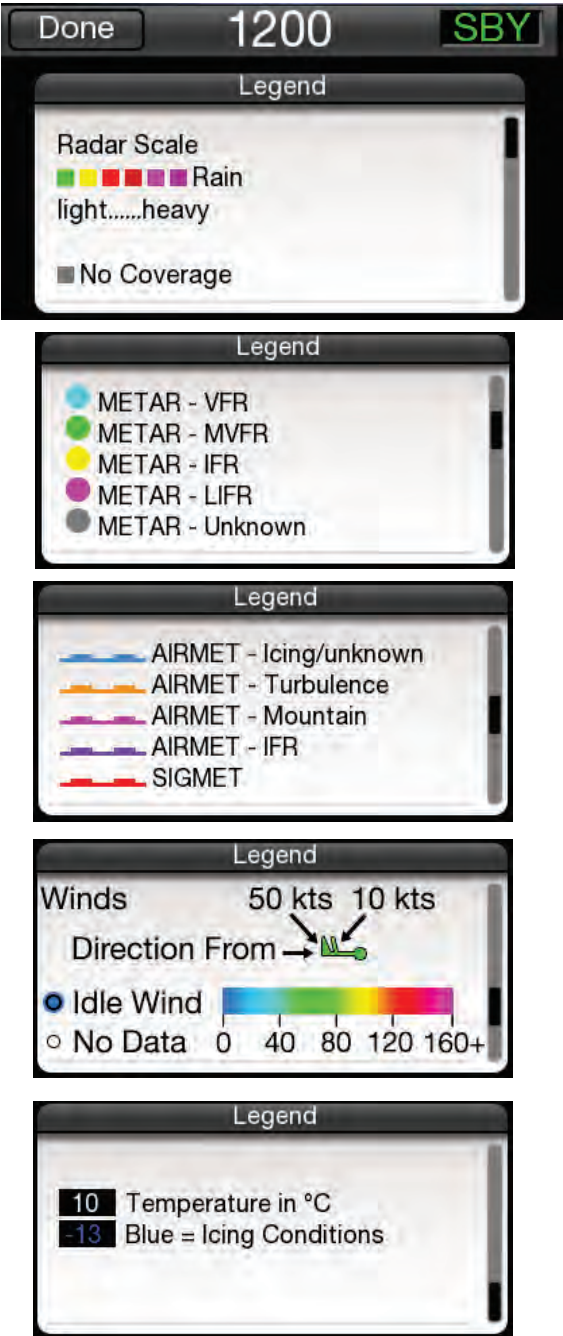 Done 1200 SBY
Legend
Radar Scale
Rain
light......heavy
No Coverage
Legend
METAR - VFR
METAR - MVFR
METAR - IFR
METAR - LIFR
METAR - Unknown
Legend
AIRMET - Icing/unknown
AIRMET - Turbulence
AIRMET - Mountain
AIRMET - IFR
SIGMET
Legend
Winds 50 kts 10 kts
Direction From
Idle Wind
No Data 0 40 80 120 160+
Legend
10 Temperature in °C
-13 Blue = Icing Conditions